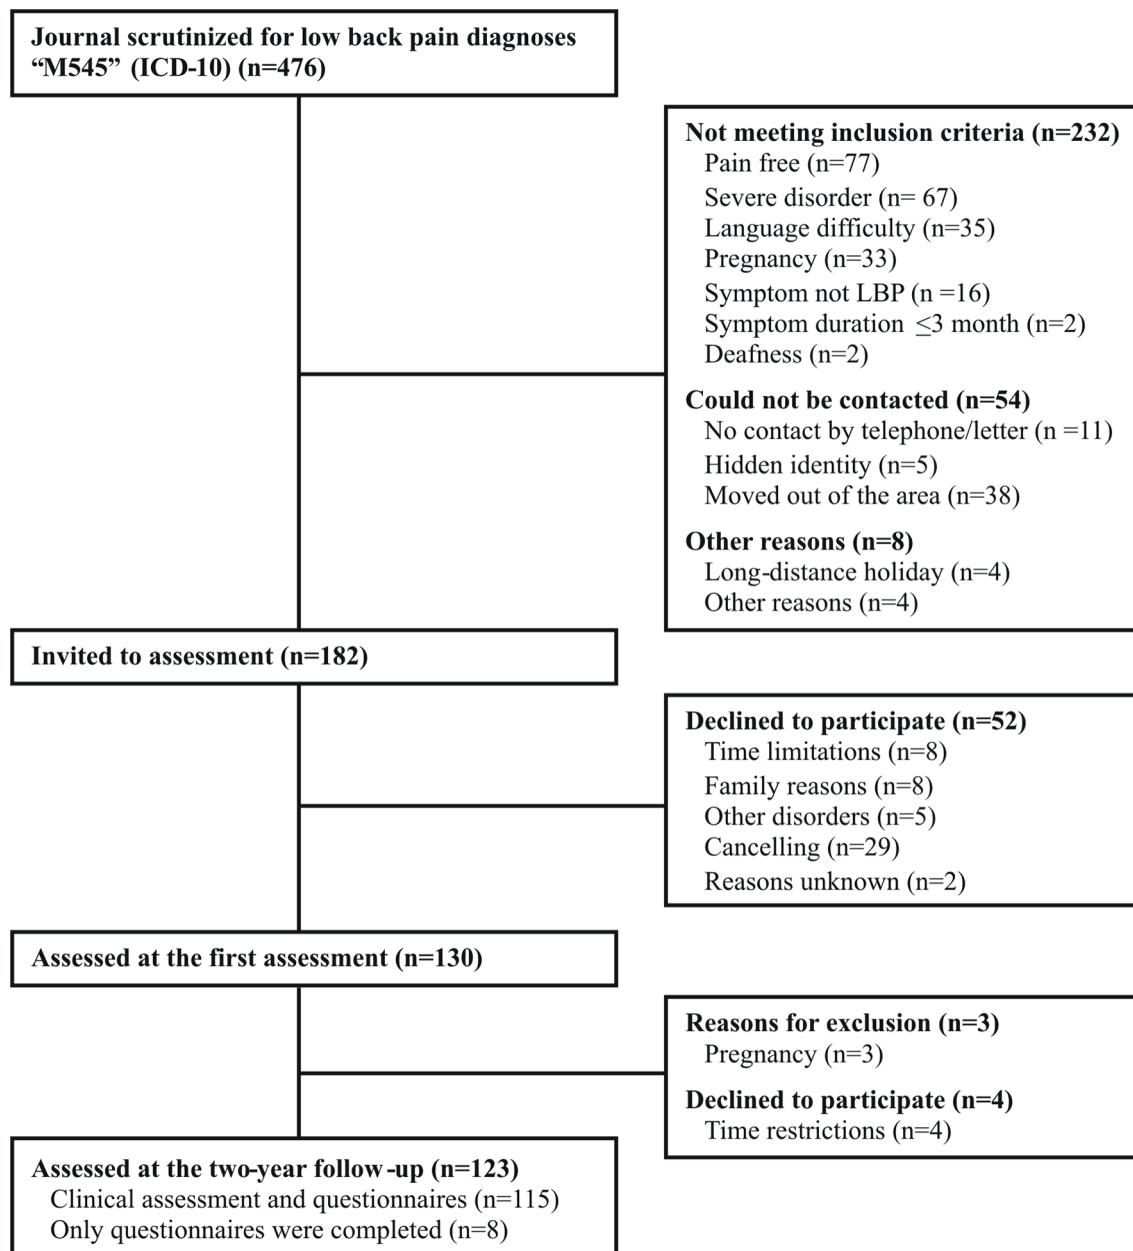 Journal scrutinized for low back pain diagnoses
“M545” (ICD-10) (n=476)
Not meeting inclusion criteria (n=232)
Pain free (n=77)
Severe disorder (n= 67)
Language difficulty (n=35)
Pregnancy (n=33)
Symptom not LBP (n =16)
Symptom duration ≤3 month (n=2)
Deafness (n=2)
Could not be contacted (n=54)
No contact by telephone/letter (n =11)
Hidden identity (n=5)
Moved out of the area (n=38)
Other reasons (n=8)
Long-distance holiday (n=4)
Other reasons (n=4)
Invited to assessment (n=182)
Declined to participate (n=52)
Time limitations (n=8)
Family reasons (n=8)
Other disorders (n=5)
Cancelling (n=29)
Reasons unknown (n=2)
Assessed at the first assessment (n=130)
Reasons for exclusion (n=3)
Pregnancy (n=3)
Declined to participate (n=4)
Time restrictions (n=4)
Assessed at the two-year follow-up (n=123)
Clinical assessment and questionnaires (n=115)
Only questionnaires were completed (n=8)